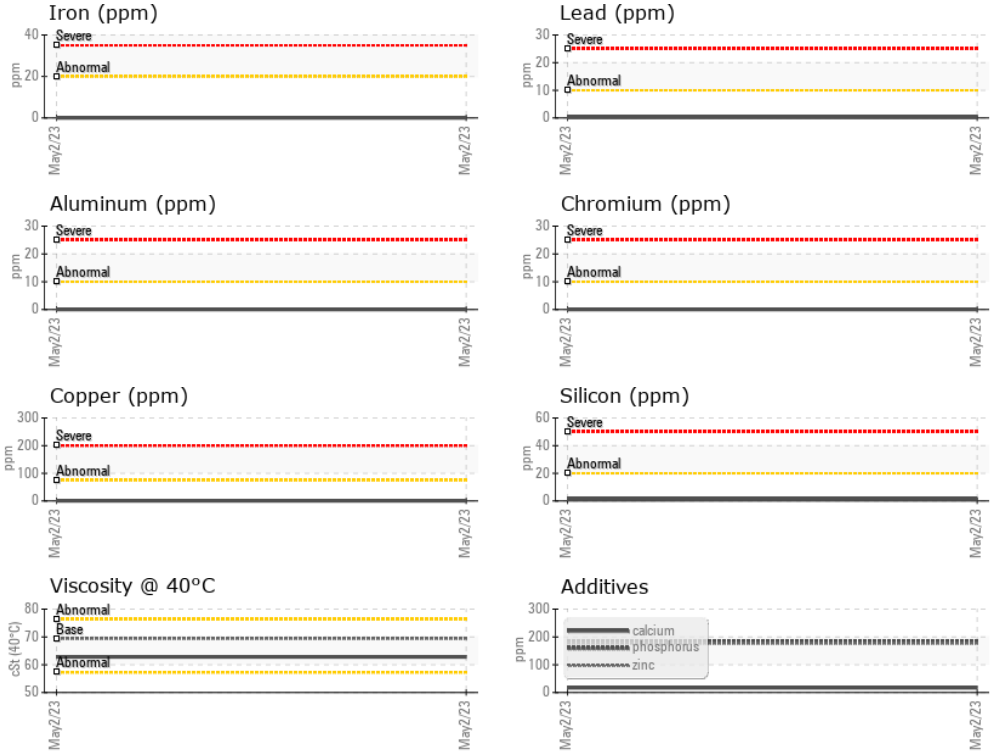 Iron (ppm)
40
Severe
Abnormal
20
0
ppm
May2/23
May2/23
Lead (ppm)
30
Severe
20
Abnormal
10
0
ppm
May2/23
May2/23
Aluminum (ppm)
30
Severe
20
Abnormal
10
0
ppm
May2/23
May2/23
Chromium (ppm)
30
Severe
20
Abnormal
10
0
ppm
May2/23
May2/23
Copper (ppm)
300
Severe
200
Abnormal
100
0
ppm
May2/23
May2/23
Silicon (ppm)
60
Severe
40
Abnormal
20
0
ppm
May2/23
May2/23
Viscosity @ 40°C
80
Abnormal
Base
70
60
Abnormal
50
cSt (40°C)
May2/23
May2/23
Additives
300
calcium
200
phosphorus
zinc
100
0
ppm
May2/23
May2/23